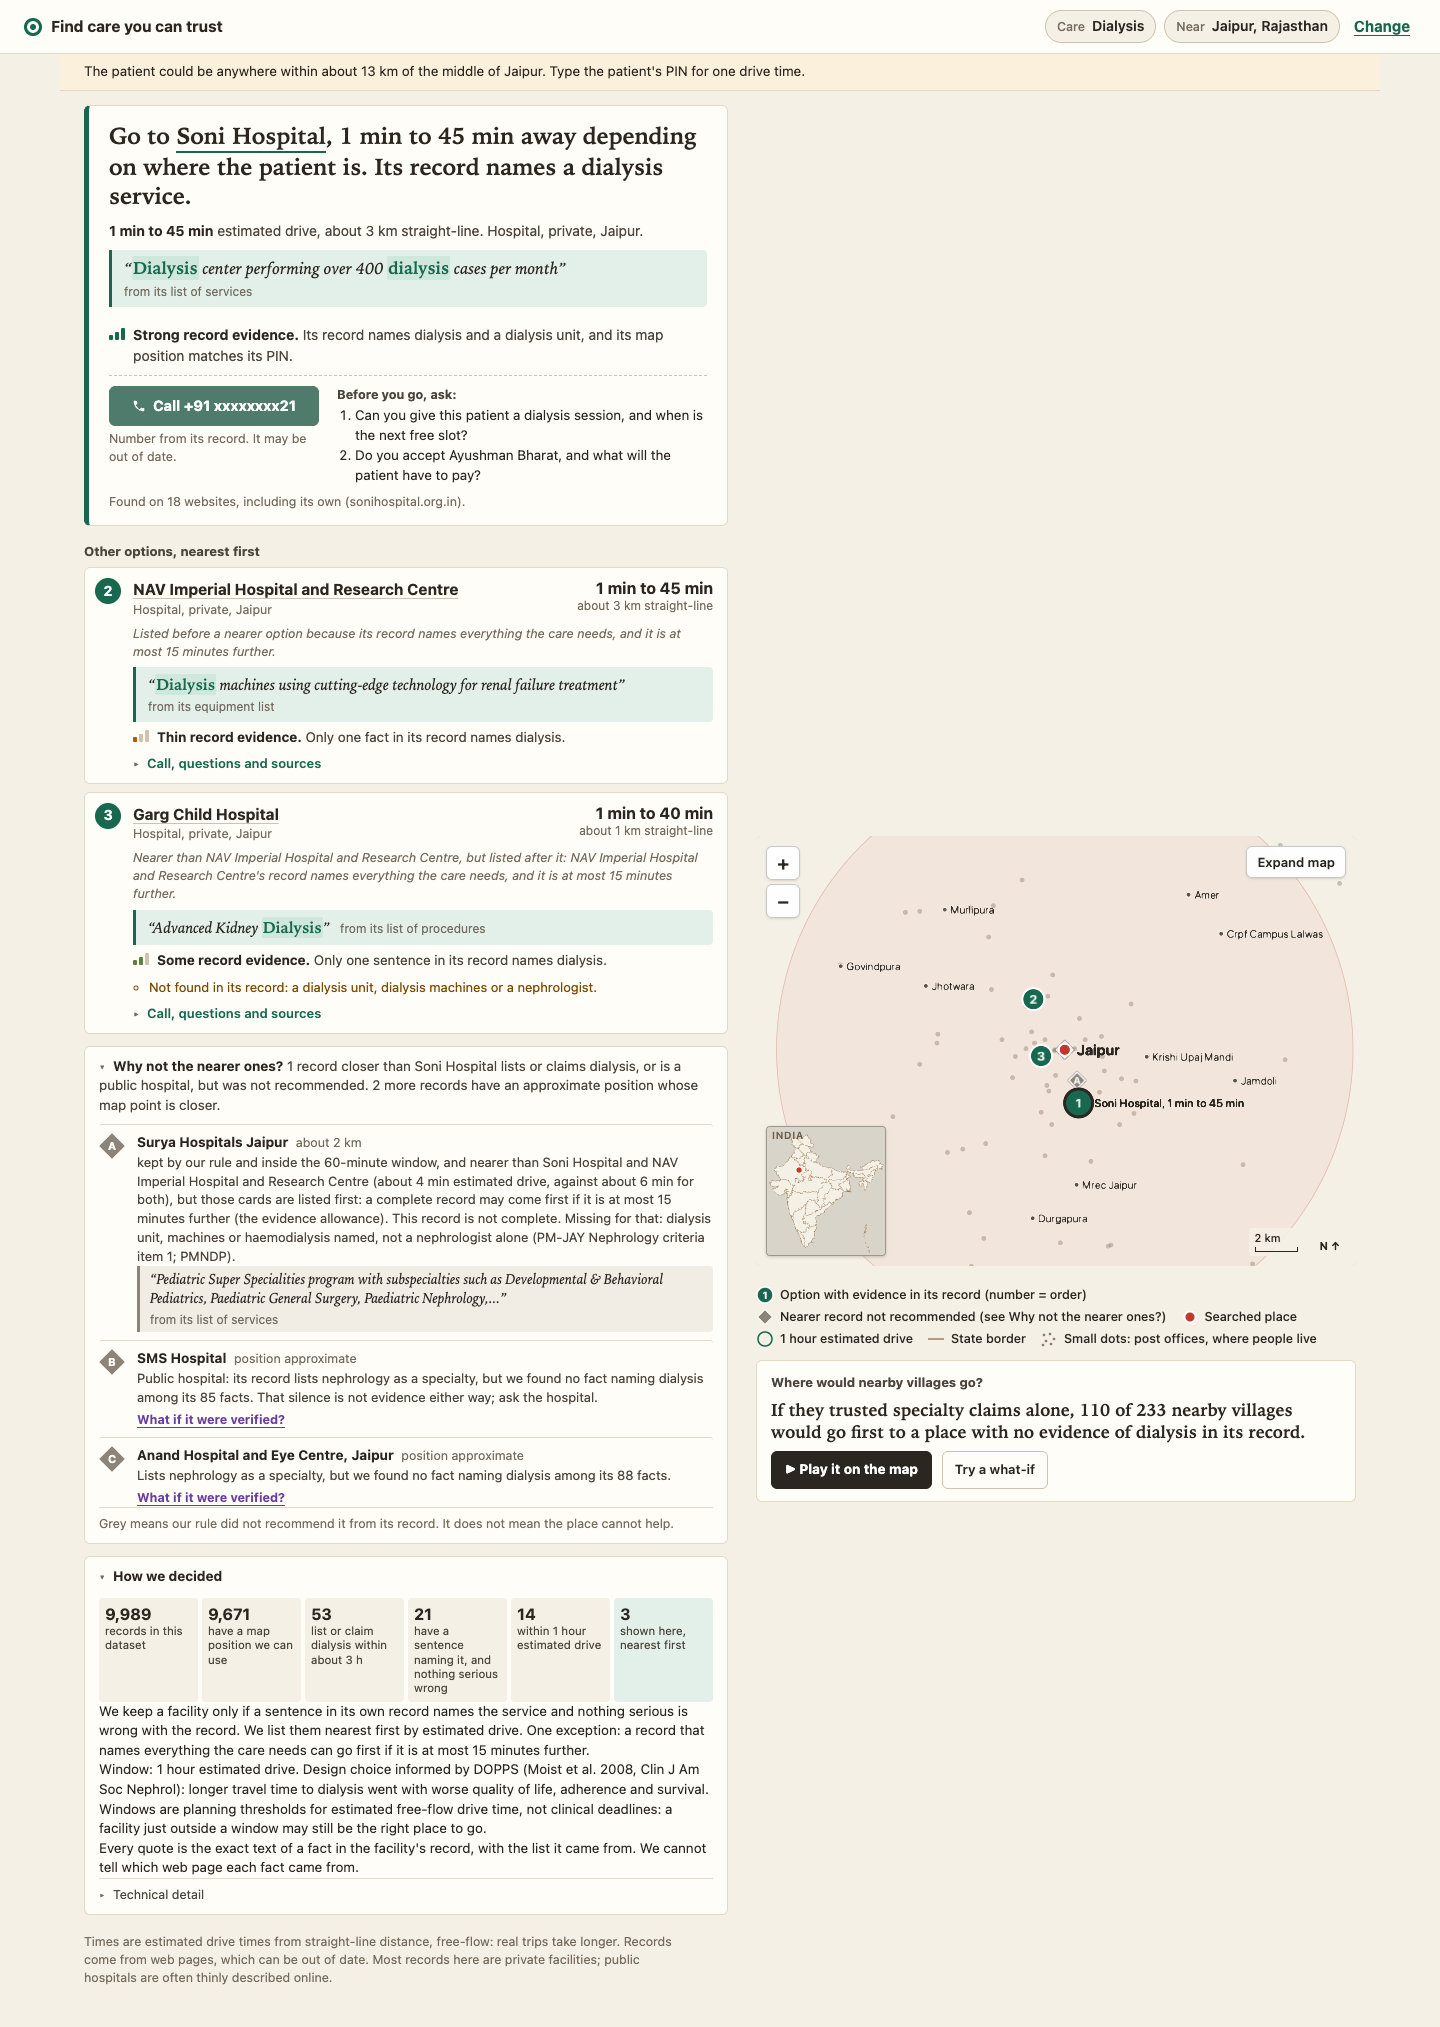 Find care you can trust
Care Dialysis
Near Jaipur, Rajasthan
Change
The patient could be anywhere within about 13 km of the middle of Jaipur. Type the patient's PIN for one drive time.
Go to Soni Hospital, 1 min to 45 min away depending
on where the patient is. Its record names a dialysis
service.
1 min to 45 min estimated drive, about 3 km straight-line. Hospital, private, Jaipur.
“Dialysis center performing over 400 dialysis cases per month”
from its list of services
Strong record evidence. Its record names dialysis and a dialysis unit, and its map
position matches its PIN.
Call +91 xxxxxxxx21
Number from its record. It may be
out of date.
Before you go, ask:
1. Can you give this patient a dialysis session, and when is
the next free slot?
2. Do you accept Ayushman Bharat, and what will the
patient have to pay?
Found on 18 websites, including its own (sonihospital.org.in).
Other options, nearest first
2
NAV Imperial Hospital and Research Centre
1 min to 45 min
Hospital, private, Jaipur
about 3 km straight-line
Listed before a nearer option because its record names everything the care needs, and it is at
most 15 minutes further.
“Dialysis machines using cutting-edge technology for renal failure treatment”
from its equipment list
Thin record evidence. Only one fact in its record names dialysis.
Call, questions and sources
3
Garg Child Hospital
1 min to 40 min
Hospital, private, Jaipur
about 1 km straight-line
Nearer than NAV Imperial Hospital and Research Centre, but listed after it: NAV Imperial Hospital
and Research Centre's record names everything the care needs, and it is at most 15 minutes
further.
“Advanced Kidney Dialysis” from its list of procedures
Some record evidence. Only one sentence in its record names dialysis.
Not found in its record: a dialysis unit, dialysis machines or a nephrologist.
Call, questions and sources
Why not the nearer ones? 1 record closer than Soni Hospital lists or claims dialysis, or is a
public hospital, but was not recommended. 2 more records have an approximate position whose
map point is closer.
A
Surya Hospitals Jaipur about 2 km
kept by our rule and inside the 60-minute window, and nearer than Soni Hospital and NAV
Imperial Hospital and Research Centre (about 4 min estimated drive, against about 6 min for
both), but those cards are listed first: a complete record may come first if it is at most 15
minutes further (the evidence allowance). This record is not complete. Missing for that: dialysis
unit, machines or haemodialysis named, not a nephrologist alone (PM-JAY Nephrology criteria
item 1; PMNDP).
“Pediatric Super Specialities program with subspecialties such as Developmental & Behavioral
Pediatrics, Paediatric General Surgery, Paediatric Nephrology,...”
from its list of services
B
SMS Hospital position approximate
Public hospital: its record lists nephrology as a specialty, but we found no fact naming dialysis
among its 85 facts. That silence is not evidence either way; ask the hospital.
What if it were verified?
C
Anand Hospital and Eye Centre, Jaipur position approximate
Lists nephrology as a specialty, but we found no fact naming dialysis among its 88 facts.
What if it were verified?
Grey means our rule did not recommend it from its record. It does not mean the place cannot help.
How we decided
9,989
records in this
dataset
9,671
have a map
position we can
use
53
list or claim
dialysis within
about 3 h
21
have a
sentence
naming it, and
nothing serious
wrong
14
within 1 hour
estimated drive
3
shown here,
nearest first
We keep a facility only if a sentence in its own record names the service and nothing serious is
wrong with the record. We list them nearest first by estimated drive. One exception: a record that
names everything the care needs can go first if it is at most 15 minutes further.
Window: 1 hour estimated drive. Design choice informed by DOPPS (Moist et al. 2008, Clin J Am
Soc Nephrol): longer travel time to dialysis went with worse quality of life, adherence and survival.
Windows are planning thresholds for estimated free-flow drive time, not clinical deadlines: a
facility just outside a window may still be the right place to go.
Every quote is the exact text of a fact in the facility's record, with the list it came from. We cannot
tell which web page each fact came from.
Technical detail
Times are estimated drive times from straight-line distance, free-flow: real trips take longer. Records
come from web pages, which can be out of date. Most records here are private facilities; public
hospitals are often thinly described online.
+
−
Expand map
Amer
Murlipura
Crpf Campus Lalwas
Govindpura
Jhotwara
2
3
Jaipur
Krishi Upaj Mandi
Jamdoli
A
1
Soni Hospital, 1 min to 45 min
INDIA
Mrec Jaipur
Durgapura
2 km
N ↑
1 Option with evidence in its record (number = order)
Nearer record not recommended (see Why not the nearer ones?)
Searched place
1 hour estimated drive
State border
Small dots: post offices, where people live
Where would nearby villages go?
If they trusted specialty claims alone, 110 of 233 nearby villages
would go first to a place with no evidence of dialysis in its record.
Play it on the map
Try a what-if